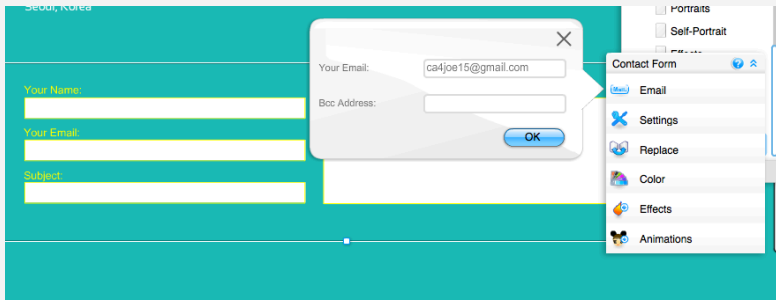 Seoul, Korea
Portraits
Self-Portrait
Effects
Contact Form
Email
Settings
Replace
Color
Effects
Animations
Your Email:
ca4joe15@gmail.com
Bcc Address:
OK
Your Name:
Your Email:
Subject: